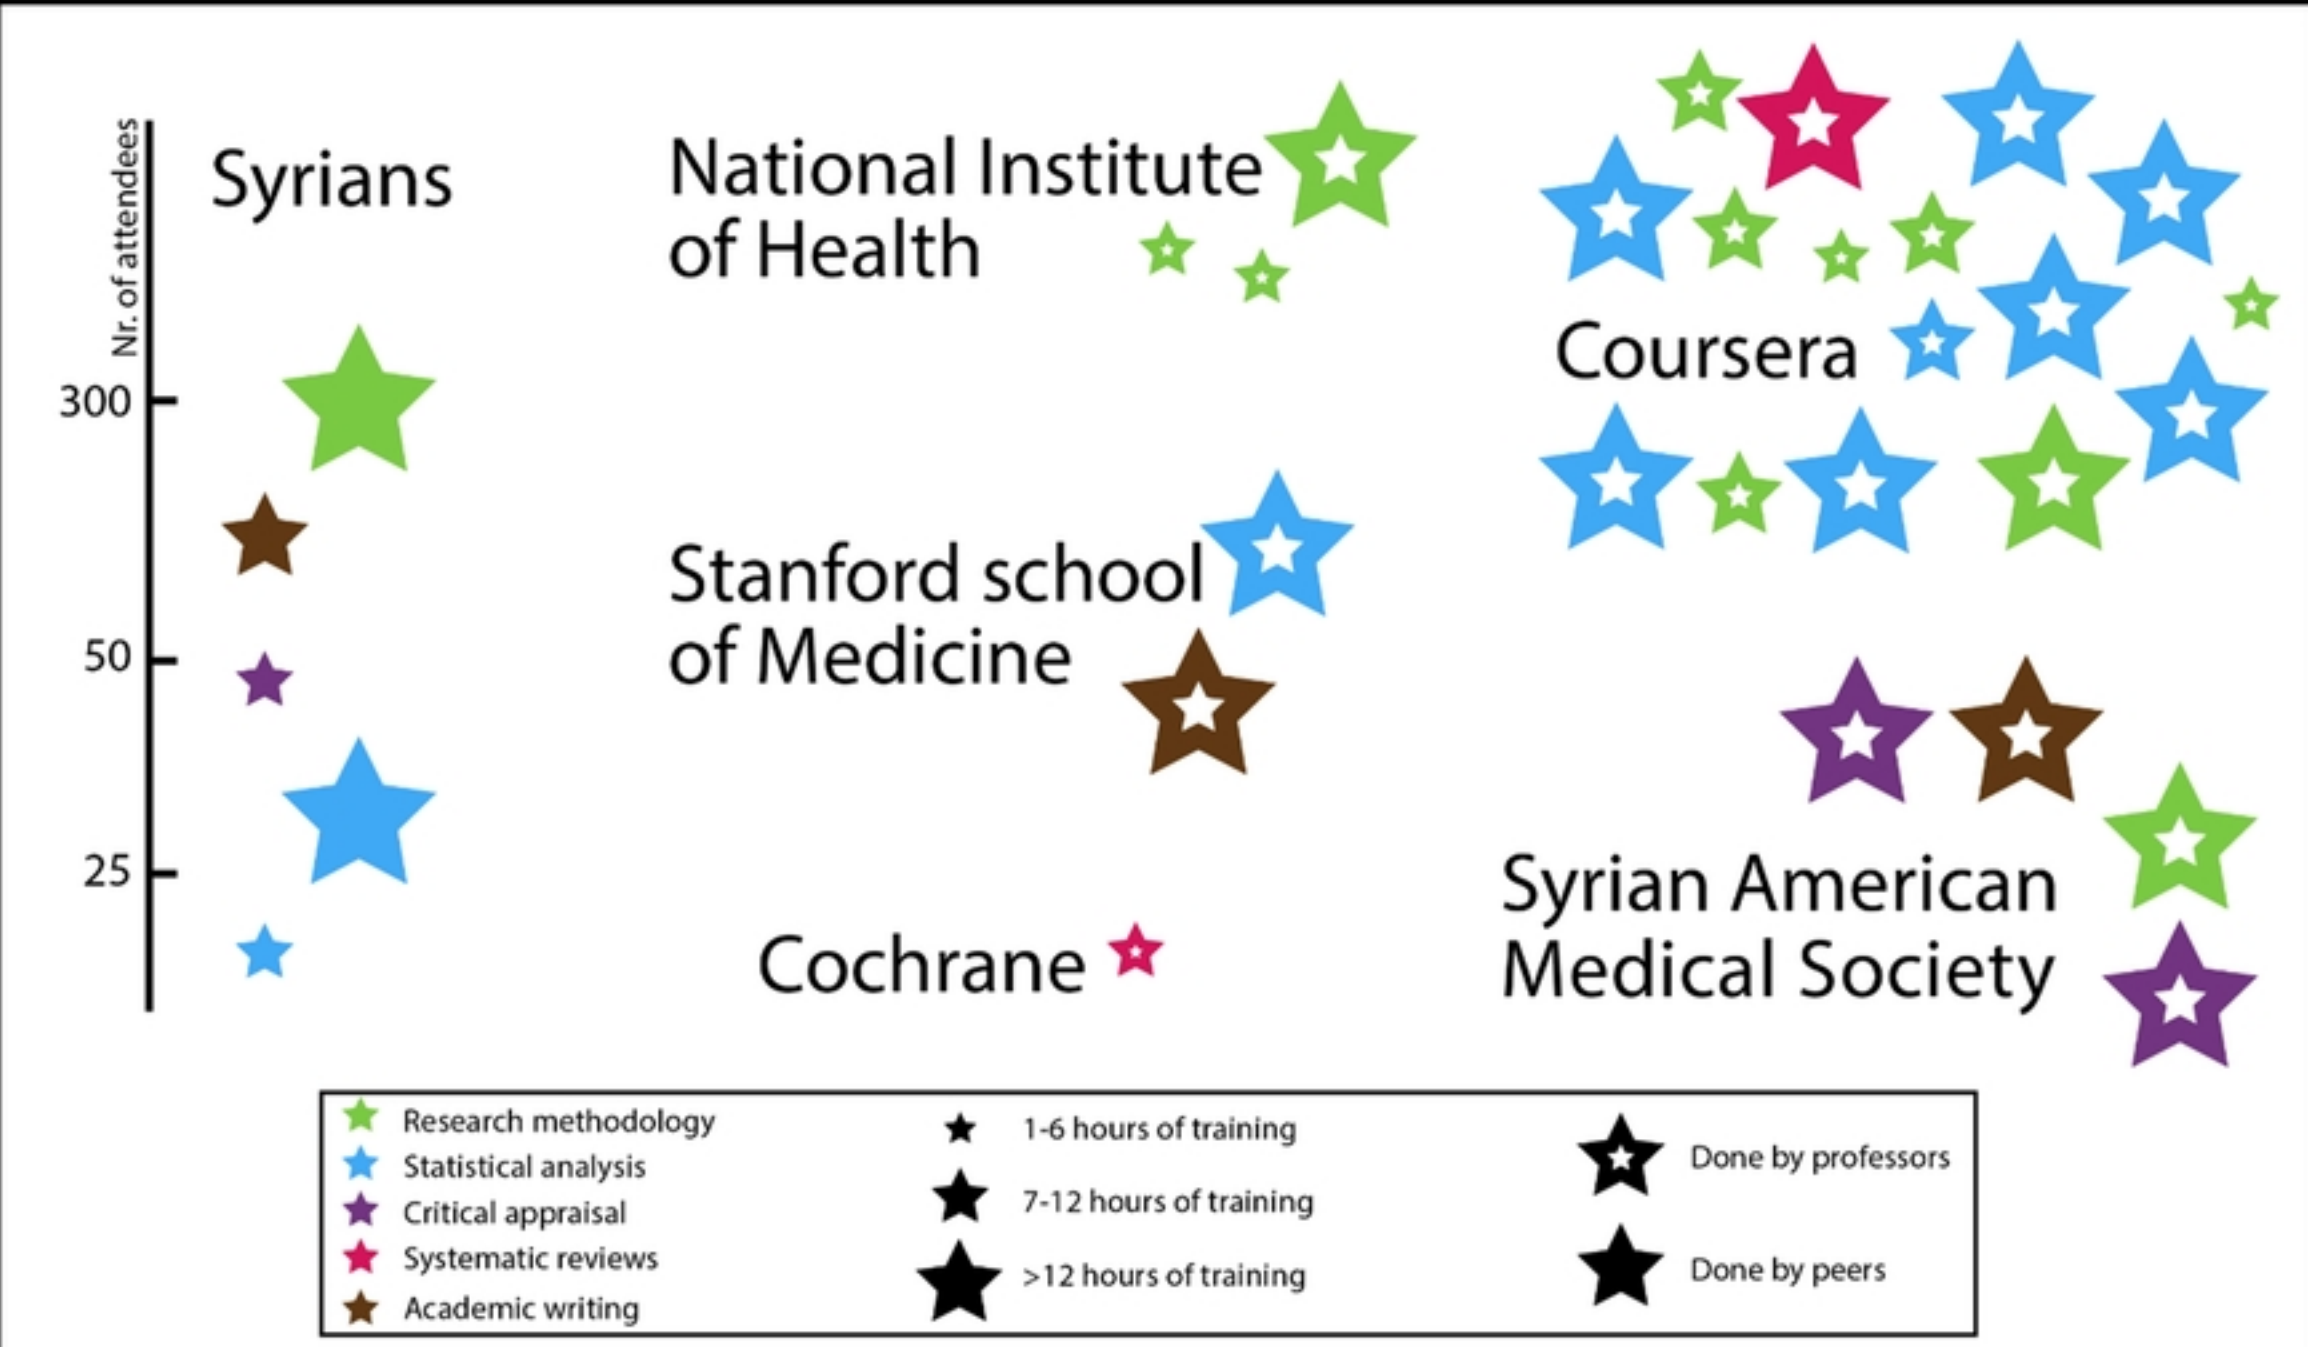 Nr. of attendees
300
50
25
Syrians
National Institute
of Health
Stanford school
of Medicine
Cochrane
Coursera
Syrian American
Medical Society
Research methodology
Statistical analysis
Critical appraisal
Systematic reviews
Academic writing
1-6 hours of training
7-12 hours of training
>12 hours of training
Done by professors
Done by peers